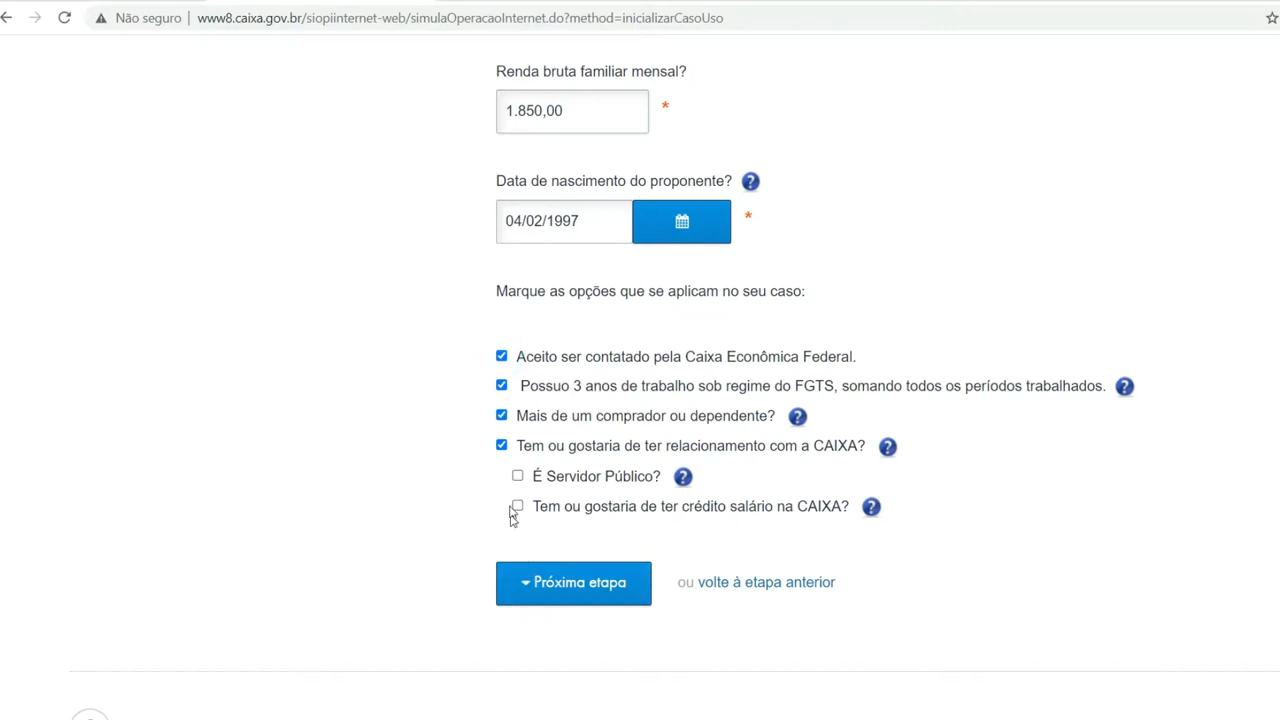 Não seguro | www8.caixa.gov.br/siopiinternet-web/simulaOperacaoInternet.do?method=inicializarCasoUso
Renda bruta familiar mensal?
1.850,00 *
Data de nascimento do proponente? ?
04/02/1997 *
Marque as opções que se aplicam no seu caso:
Aceito ser contatado pela Caixa Econômica Federal.
Possuo 3 anos de trabalho sob regime do FGTS, somando todos os períodos trabalhados. ?
Mais de um comprador ou dependente? ?
Tem ou gostaria de ter relacionamento com a CAIXA? ?
É Servidor Público? ?
Tem ou gostaria de ter crédito salário na CAIXA? ?
Próxima etapa ou volte à etapa anterior